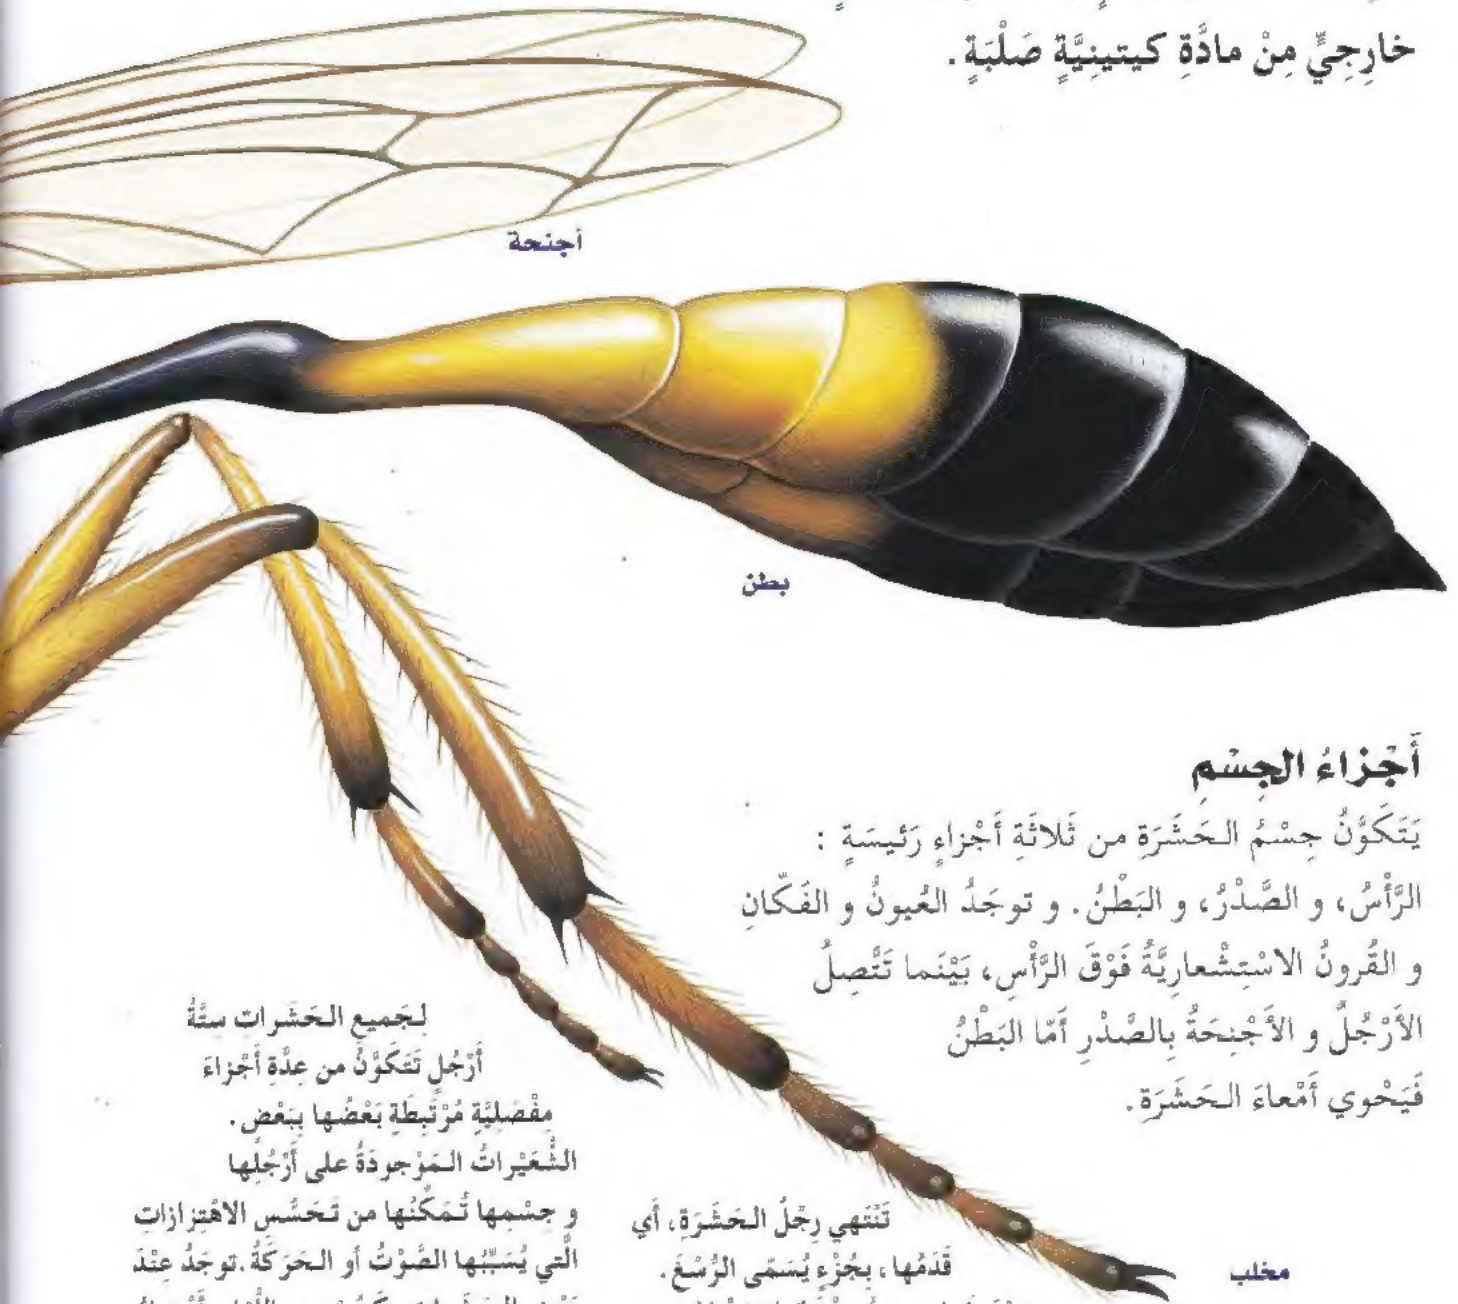 خارِجِيٍّ مِنْ مادَّةٍ كيتينِيَّةٍ صَلْبَةٍ.
أجنحة
بطن
أَجْزاءُ الجِسْمِ
يَتَكَوَّنُ جِسْمُ الحَشَرَةِ من ثَلاثَةِ أَجْزاءٍ رَئيسَةٍ :
الرَّأْسُ، و الصَّدْرُ، و البَطْنُ. و توجَدُ العُيونُ و الفَكّانِ
و القُرونُ الاسْتِشْعارِيَّةُ فَوْقَ الرَّأْسِ، بَيْنَما تَتَّصِلُ
الأَرْجُلُ و الأَجْنِحَةُ بِالصَّدْرِ أَمّا البَطْنُ
فَيَحْوي أَمْعاءَ الحَشَرَةِ.
تَنْتَهي رِجْلُ الحَشَرَةِ، أَي
قَدَمُها، بِجُزْءٍ يُسَمّى الرُّسْغَ.
مخلب
لِجَميعِ الحَشَراتِ سِتَّةُ
أَرْجُلٍ تَتَكَوَّنُ من عِدَّةِ أَجْزاءَ
مِفْصَلِيَّةٍ مُرْتَبِطَةٍ بَعْضُها بِبَعْض.
الشُّعَيْراتُ المَوْجودَةُ على أَرْجُلِها
و جِسْمِها تُمَكِّنُها من تَحَسُّسِ الاهْتِزازاتِ
الَّتي يُسَبِّبُها الصَّوْتُ أو الحَرَكَةُ. توجَدُ عِنْدَ